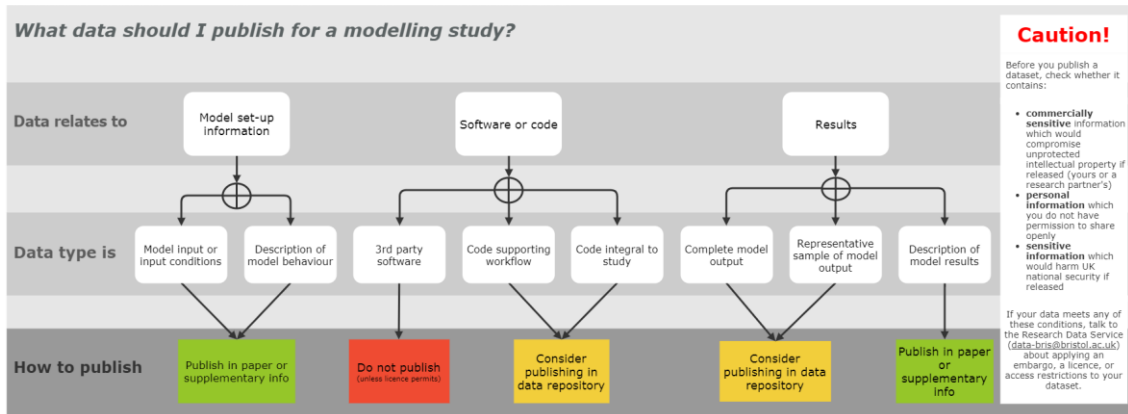 What data should I publish for a modelling study?
Data relates to
Model set-up
information
Software or code
Results
Data type is
Model input or
input conditions
Description of
model behaviour
3rd party
software
Code supporting
workflow
Code integral to
study
Complete model
output
Representative
sample of model
output
Description of
model results
How to publish
Publish in paper or
supplementary info
Do not publish
(unless licence permits)
Consider
publishing in
data repository
Consider
publishing in data
repository
Publish in paper
or
supplementary
info
Caution!
Before you publish a
dataset, check whether it
contains:
• commercially
sensitive information
which would
compromise
unprotected
intellectual property if
released (yours or a
research partner's)
• personal
information which
you do not have
permission to share
openly
• sensitive
information which
would harm UK
national security if
released
If your data meets any of
these conditions, talk to
the Research Data Service
(data-bris@bristol.ac.uk)
about applying an
embargo, a licence, or
access restrictions to your
dataset.